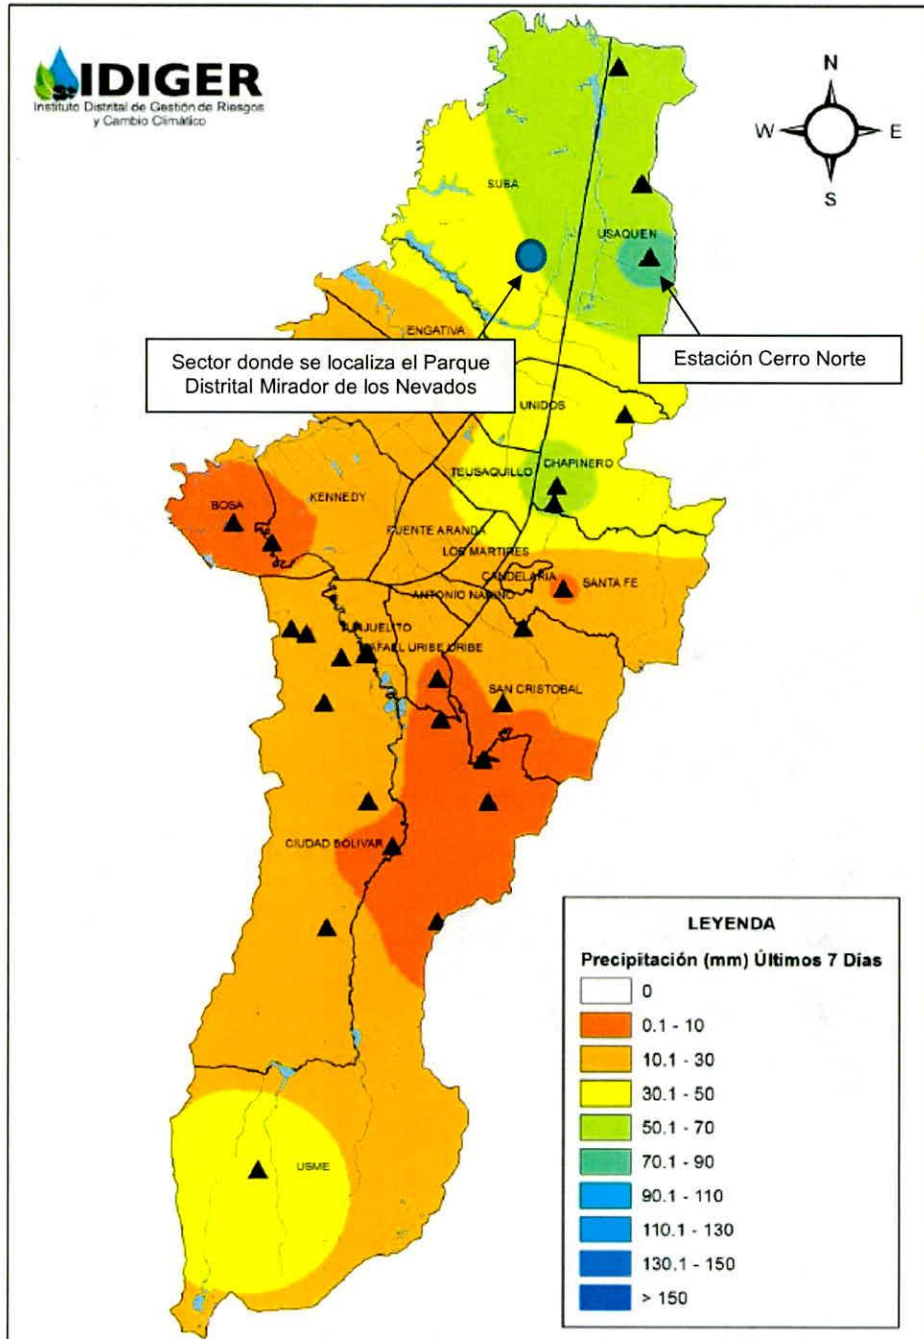 IDIGER
Instituto Distrital de Gestión de Riesgos
y Cambio Climático
N
W
E
S
SUBA
USAQUEN
ENGATIVA
Sector donde se localiza el Parque
Distrital Mirador de los Nevados
Estación Cerro Norte
UNIDOS
TEUSAQUILLO
CHAPINERO
BOSA
KENNEDY
PUENTE ARANDA
LOS MARTIRES
CANDELARIA
SANTA FE
ANTONIO NARIÑO
RAFAEL URIBE URIBE
SAN CRISTOBAL
CIUDAD BOLIVAR
USME
LEYENDA
Precipitación (mm) Últimos 7 Días
0
0.1 - 10
10.1 - 30
30.1 - 50
50.1 - 70
70.1 - 90
90.1 - 110
110.1 - 130
130.1 - 150
> 150